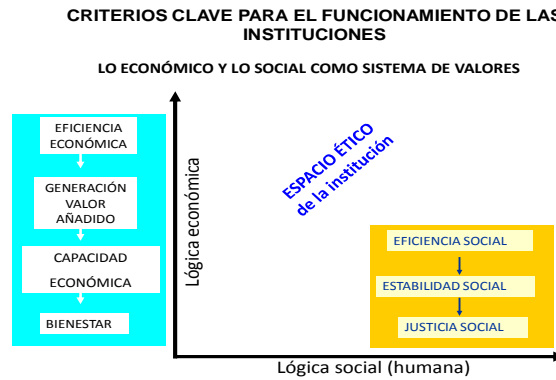 CRITERIOS CLAVE PARA EL FUNCIONAMIENTO DE LAS
INSTITUCIONES
LO ECONÓMICO Y LO SOCIAL COMO SISTEMA DE VALORES
EFICIENCIA
ECONÓMICA
GENERACIÓN
VALOR
AÑADIDO
CAPACIDAD
ECONÓMICA
BIENESTAR
Lógica económica
ESPACIO ÉTICO
de la institución
EFICIENCIA SOCIAL
ESTABILIDAD SOCIAL
JUSTICIA SOCIAL
Lógica social (humana)